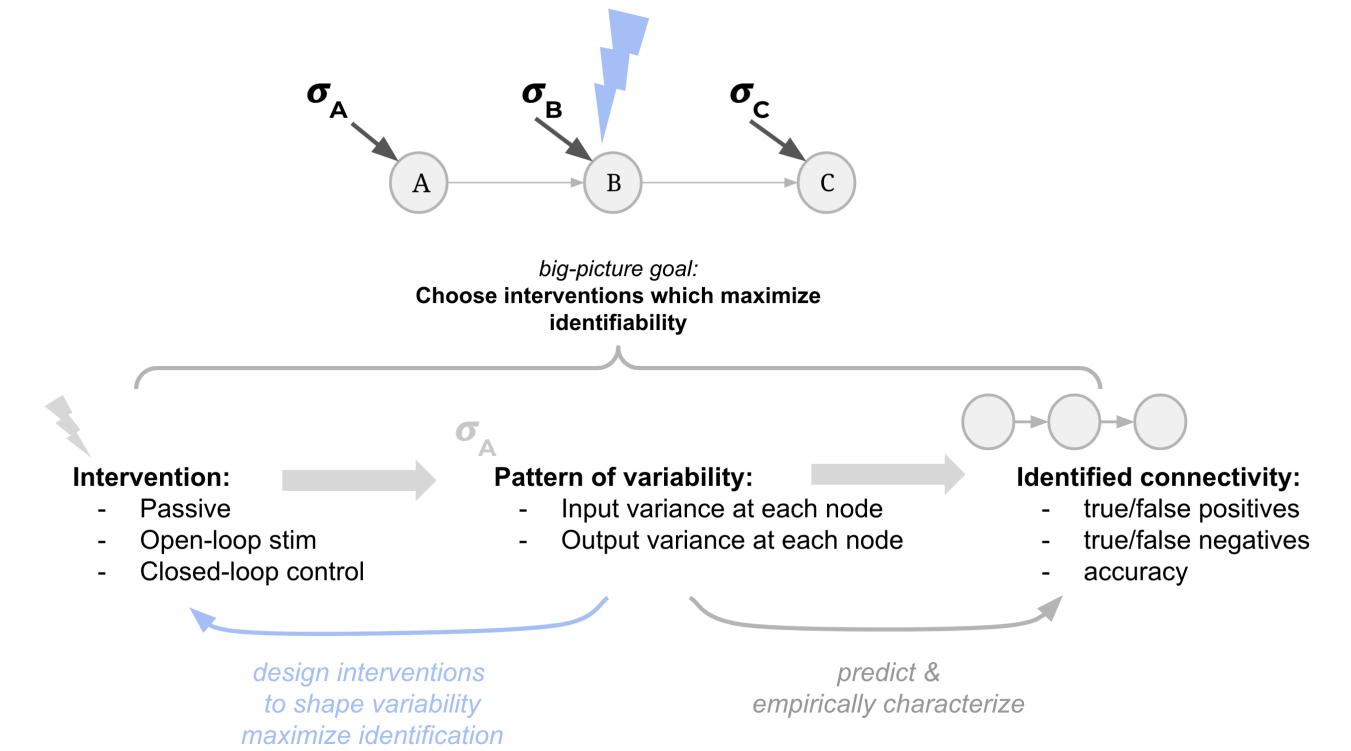 σA σB σC
A B C
big-picture goal:
Choose interventions which maximize
identifiability
σA
Intervention:
- Passive
- Open-loop stim
- Closed-loop control
Pattern of variability:
- Input variance at each node
- Output variance at each node
Identified connectivity:
- true/false positives
- true/false negatives
- accuracy
design interventions
to shape variability
maximize identification
predict &
empirically characterize